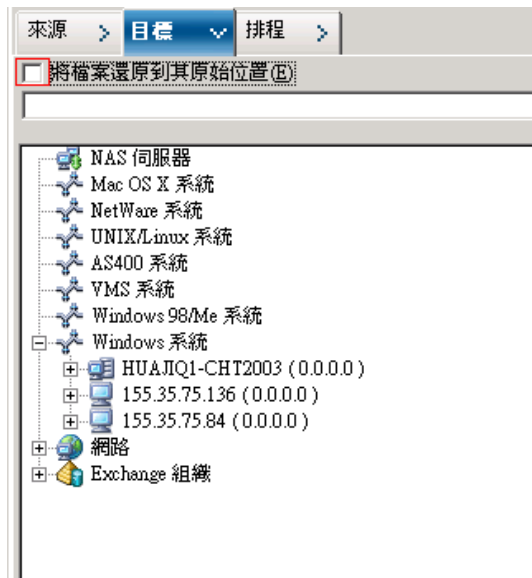 來源 目標 排程
將檔案還原到其原始位置(E)
NAS 伺服器
Mac OS X 系統
NetWare 系統
UNIX/Linux 系統
AS400 系統
VMS 系統
Windows 98/Me 系統
Windows 系統
HUAJIQ1-CHT2003 ( 0.0.0.0 )
155.35.75.136 ( 0.0.0.0 )
155.35.75.84 ( 0.0.0.0 )
網路
Exchange 組織